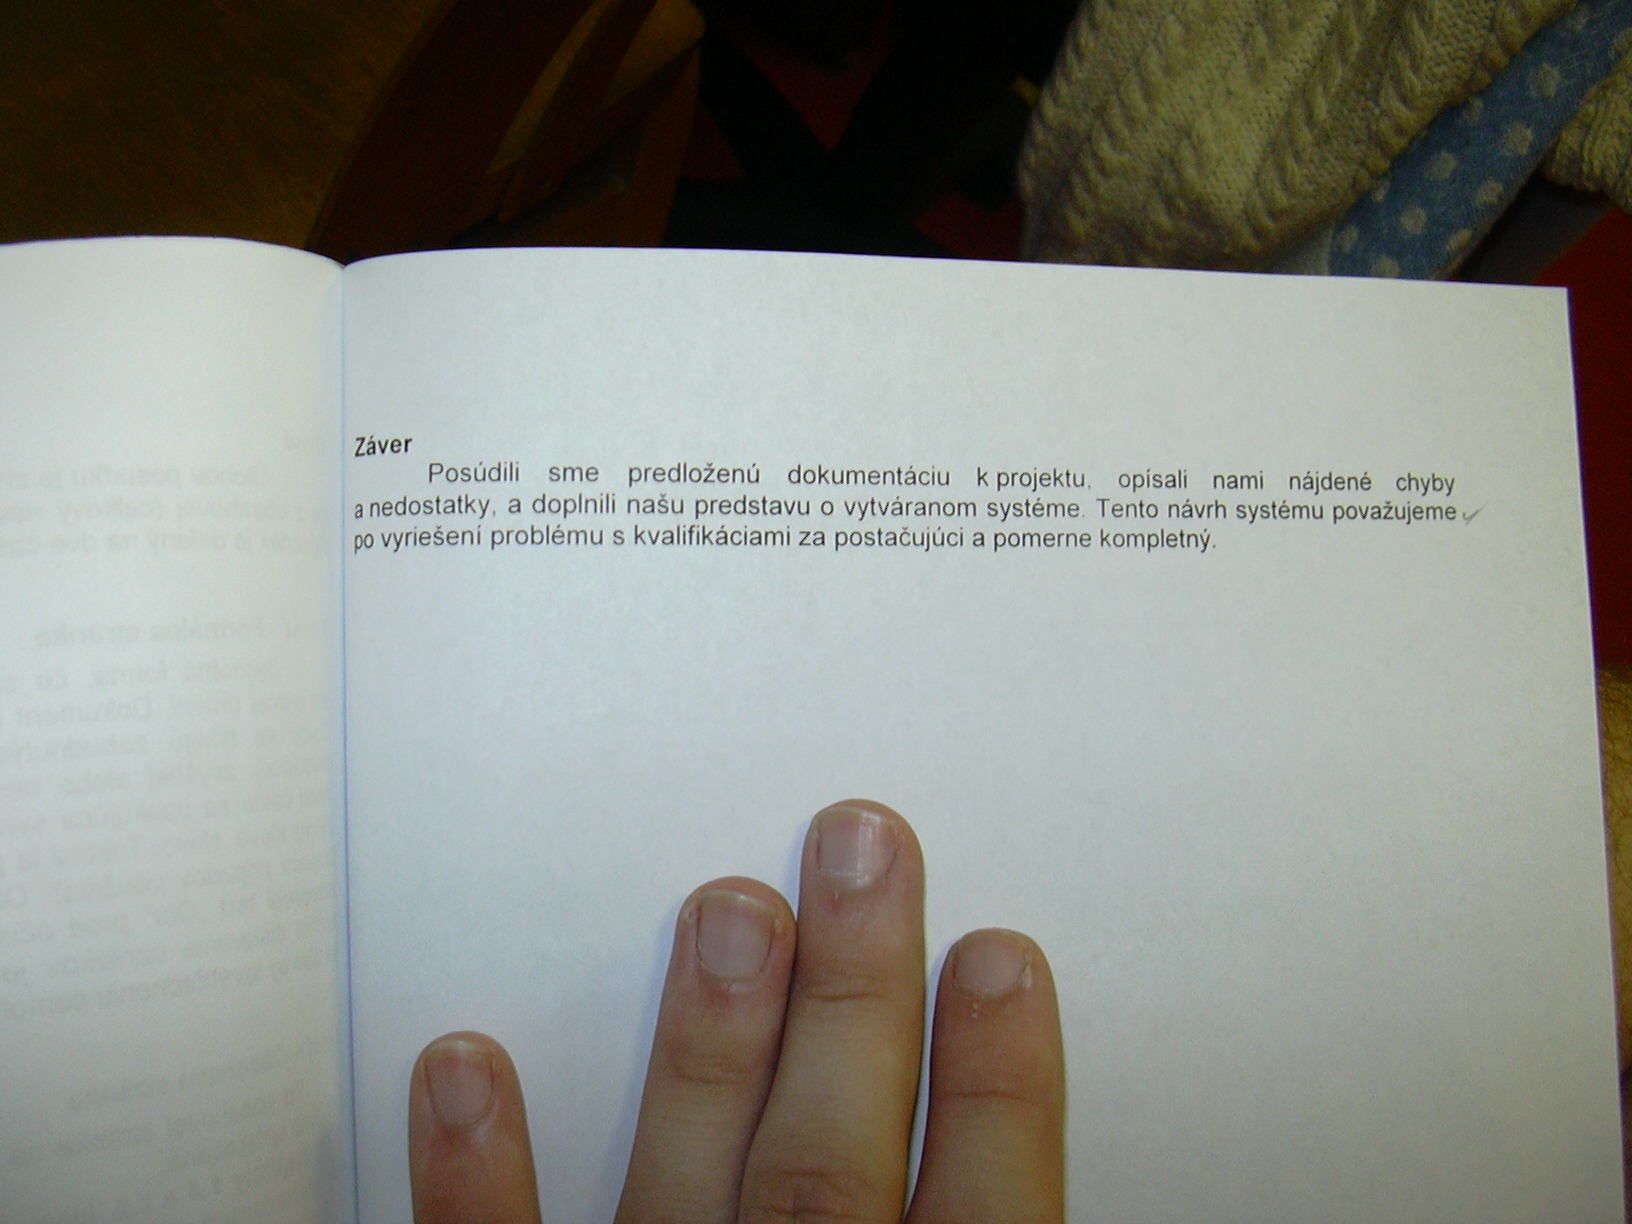 Záver
Posúdili sme predloženú dokumentáciu k projektu, opísali nami nájdené chyby
a nedostatky, a doplnili našu predstavu o vytváranom systéme. Tento návrh systému považujeme
po vyriešení problému s kvalifikáciami za postačujúci a pomerne kompletný.